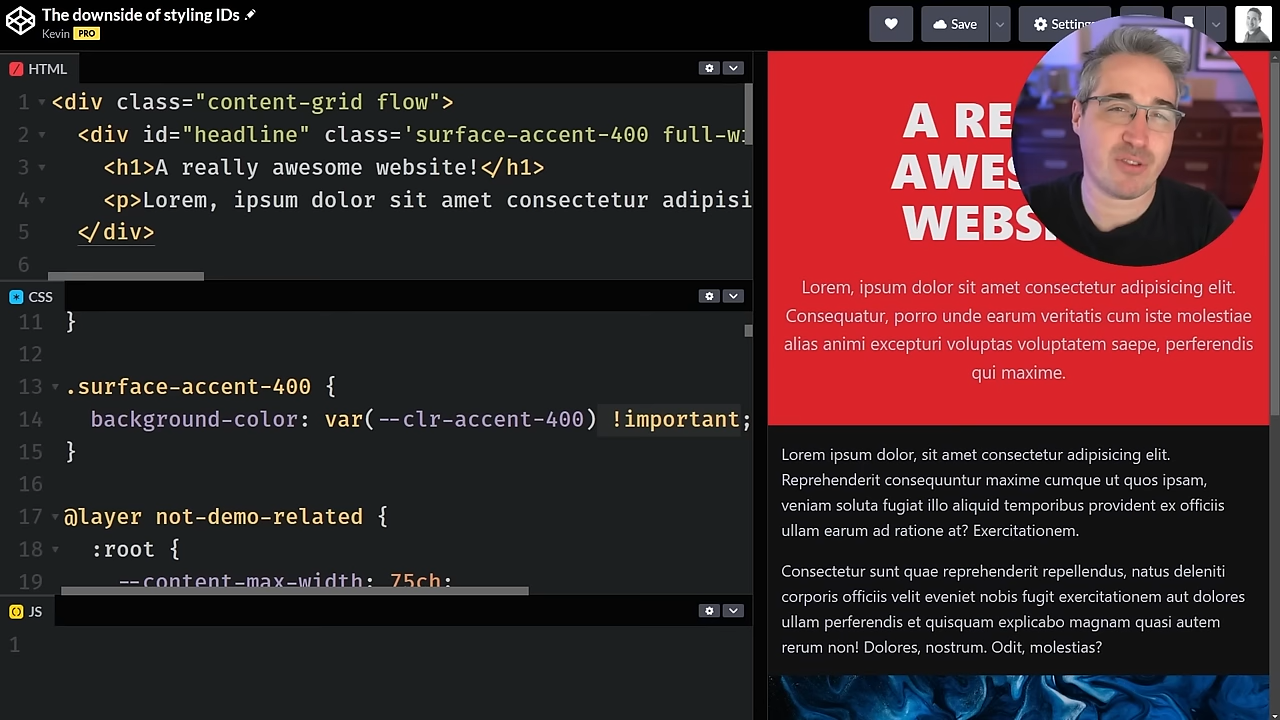 The downside of styling IDs
Kevin PRO
Save
Settings
HTML
1 <div class="content-grid flow">
2 <div id="headline" class='surface-accent-400 full-wi
3 <h1>A really awesome website!</h1>
4 <p>Lorem, ipsum dolor sit amet consectetur adipisi
5 </div>
6
CSS
11 }
12
13 .surface-accent-400 {
14 background-color: var(--clr-accent-400) !important;
15 }
16
17 @layer not-demo-related {
18 :root {
19 --content-max-width: 75ch;
JS
1
A RE
AWES
WEBSI
Lorem, ipsum dolor sit amet consectetur adipisicing elit.
Consequatur, porro unde earum veritatis cum iste molestiae
alias animi excepturi voluptas voluptatem saepe, perferendis
qui maxime.
Lorem ipsum dolor, sit amet consectetur adipisicing elit.
Reprehenderit consequuntur maxime cumque ut quos ipsam,
veniam soluta fugiat illo aliquid temporibus provident ex officiis
ullam earum ad ratione at? Exercitationem.
Consectetur sunt quae reprehenderit repellendus, natus deleniti
corporis officiis velit eveniet nobis fugit exercitationem aut dolores
ullam perferendis et quisquam explicabo magnam quasi autem
rerum non! Dolores, nostrum. Odit, molestias?